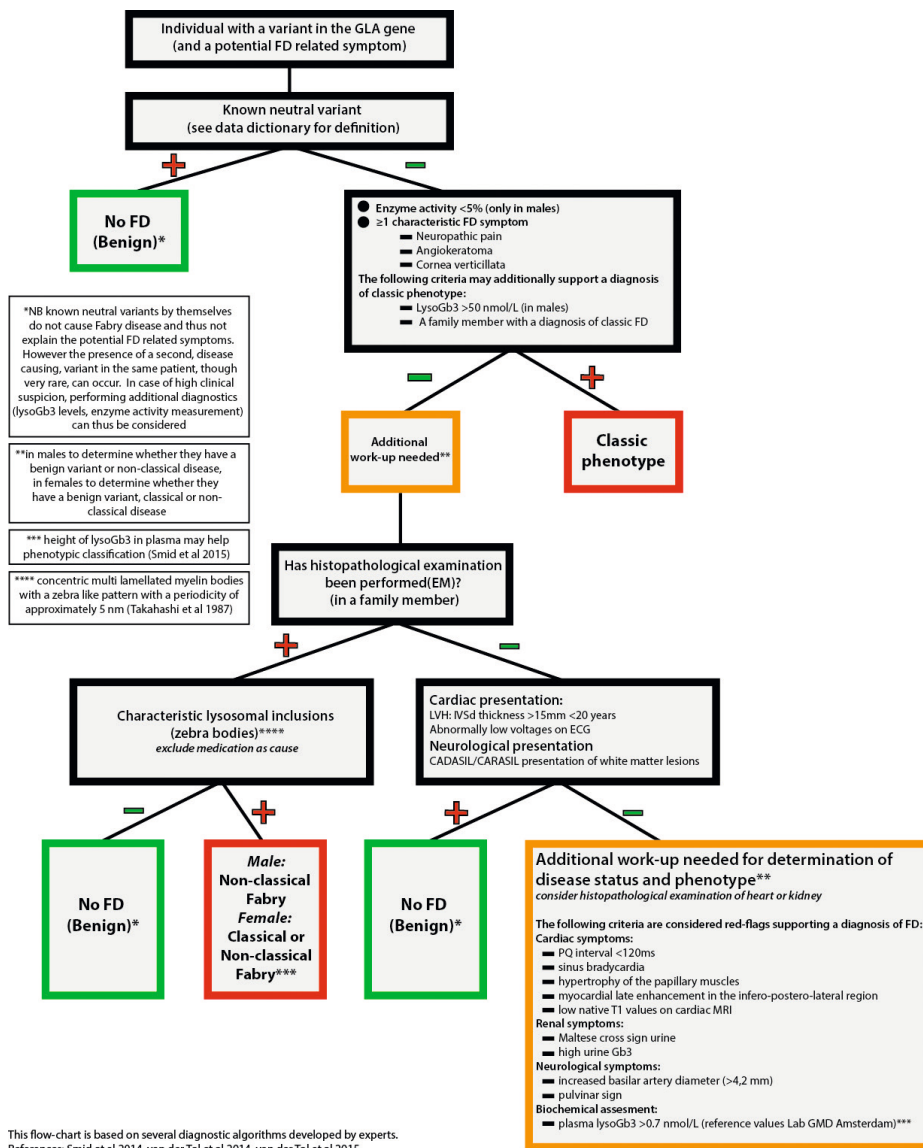 Individual with a variant in the GLA gene
(and a potential FD related symptom)
Known neutral variant
(see data dictionary for definition)
No FD
(Benign)*
Enzyme activity <5% (only in males)
≥1 characteristic FD symptom
Neuropathic pain
Angiokeratoma
Cornea verticillata
The following criteria may additionally support a diagnosis
of classic phenotype:
LysoGb3 >50 nmol/L (in males)
A family member with a diagnosis of classic FD
*NB known neutral variants by themselves
do not cause Fabry disease and thus not
explain the potential FD related symptoms.
However the presence of a second, disease
causing, variant in the same patient, though
very rare, can occur. In case of high clinical
suspicion, performing additional diagnostics
(lysoGb3 levels, enzyme activity measurement)
can thus be considered
**in males to determine whether they have a
benign variant or non-classical disease,
in females to determine whether they
have a benign variant, classical or non-
classical disease
*** height of lysoGb3 in plasma may help
phenotypic classification (Smid et al 2015)
**** concentric multi lamellated myelin bodies
with a zebra like pattern with a periodicity of
approximately 5 nm (Takahashi et al 1987)
Additional
work-up needed**
Classic
phenotype
Has histopathological examination
been performed(EM)?
(in a family member)
Characteristic lysosomal inclusions
(zebra bodies)****
exclude medication as cause
Cardiac presentation:
LVH: IVSd thickness >15mm <20 years
Abnormally low voltages on ECG
Neurological presentation
CADASIL/CARASIL presentation of white matter lesions
No FD
(Benign)*
Male:
Non-classical
Fabry
Female:
Classical or
Non-classical
Fabry***
No FD
(Benign)*
Additional work-up needed for determination of
disease status and phenotype**
consider histopathological examination of heart or kidney
The following criteria are considered red-flags supporting a diagnosis of FD:
Cardiac symptoms:
PQ interval <120ms
sinus bradycardia
hypertrophy of the papillary muscles
myocardial late enhancement in the infero-postero-lateral region
low native T1 values on cardiac MRI
Renal symptoms:
Maltese cross sign urine
high urine Gb3
Neurological symptoms:
increased basilar artery diameter (>4,2 mm)
pulvinar sign
Biochemical assesment:
plasma lysoGb3 >0.7 nmol/L (reference values Lab GMD Amsterdam)***
This flow-chart is based on several diagnostic algorithms developed by experts.
References: Smid et al 2014, van der Tol et al 2014, van der Tol et al 2015